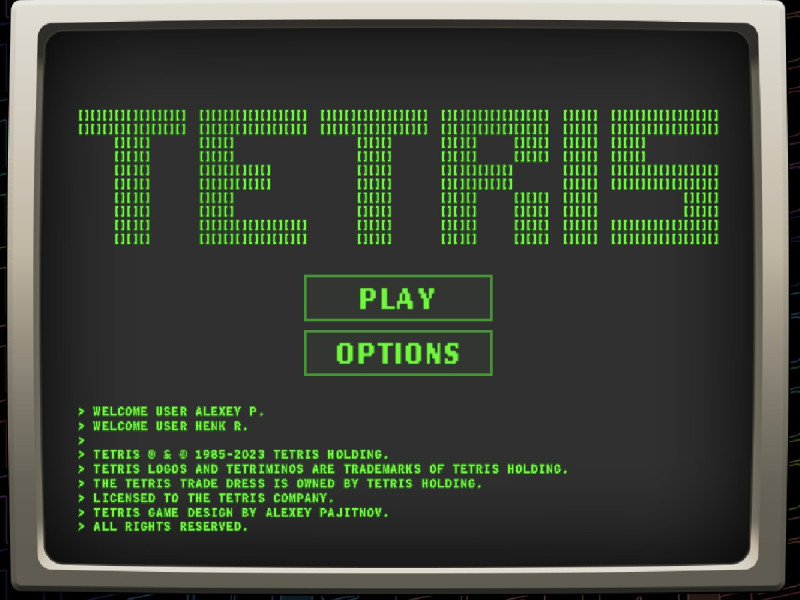 TETRIS
PLAY
OPTIONS
> WELCOME USER ALEXEY P.
> WELCOME USER HENK R.
>
> TETRIS ® & © 1985-2023 TETRIS HOLDING.
> TETRIS LOGOS AND TETRIMINOS ARE TRADEMARKS OF TETRIS HOLDING.
> THE TETRIS TRADE DRESS IS OWNED BY TETRIS HOLDING.
> LICENSED TO THE TETRIS COMPANY.
> TETRIS GAME DESIGN BY ALEXEY PAJITNOV.
> ALL RIGHTS RESERVED.